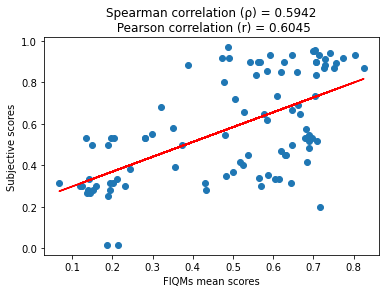 Spearman correlation (ρ) = 0.5942
Pearson correlation (r) = 0.6045
1.0
0.8
0.6
0.4
0.2
0.0
Subjective scores
0.1 0.2 0.3 0.4 0.5 0.6 0.7 0.8
FIQMs mean scores